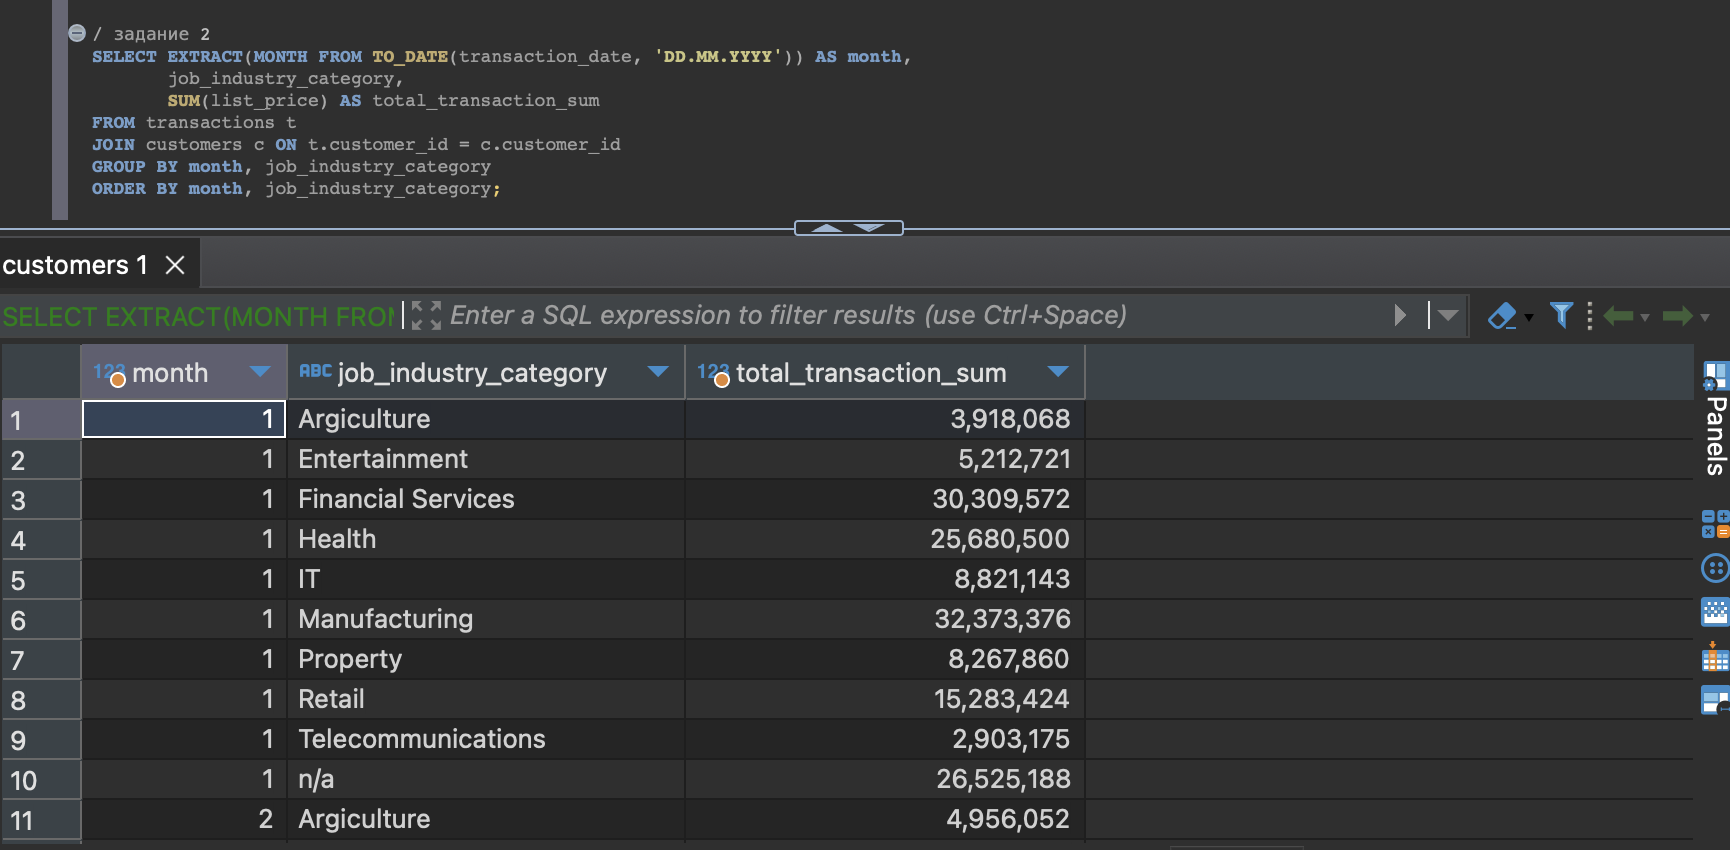 / задание 2
SELECT EXTRACT(MONTH FROM TO_DATE(transaction_date, 'DD.MM.YYYY')) AS month,
job_industry_category,
SUM(list_price) AS total_transaction_sum
FROM transactions t
JOIN customers c ON t.customer_id = c.customer_id
GROUP BY month, job_industry_category
ORDER BY month, job_industry_category;
customers 1
SELECT EXTRACT(MONTH FROM Enter a SQL expression to filter results (use Ctrl+Space)
123 month ABC job_industry_category 123 total_transaction_sum
1 1 Argiculture 3,918,068
2 1 Entertainment 5,212,721
3 1 Financial Services 30,309,572
4 1 Health 25,680,500
5 1 IT 8,821,143
6 1 Manufacturing 32,373,376
7 1 Property 8,267,860
8 1 Retail 15,283,424
9 1 Telecommunications 2,903,175
10 1 n/a 26,525,188
11 2 Argiculture 4,956,052
Panels